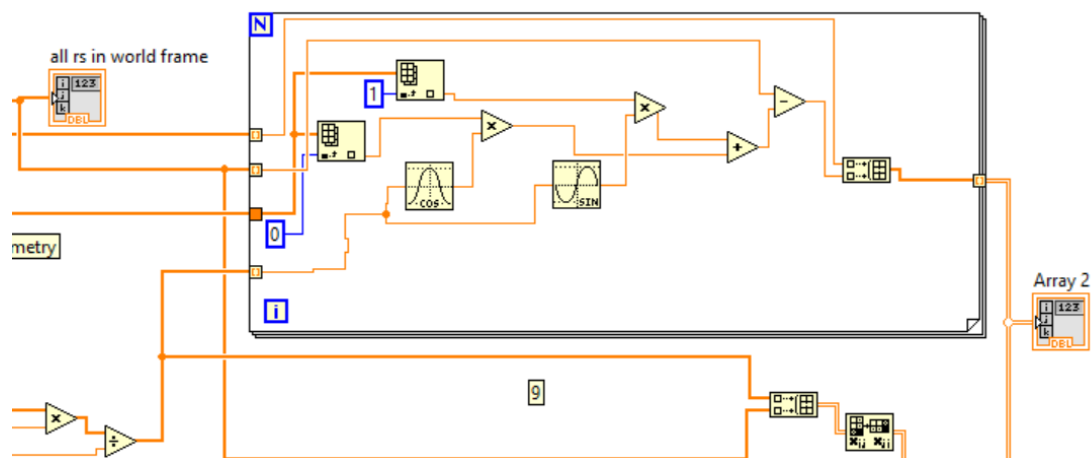 N
all rs in world frame
i
j
k
123
DBL
1
x
-
x
+
COS
SIN
0
metry
i
Array 2
i
j
k
123
DBL
9
x
÷
x i,j x i,j